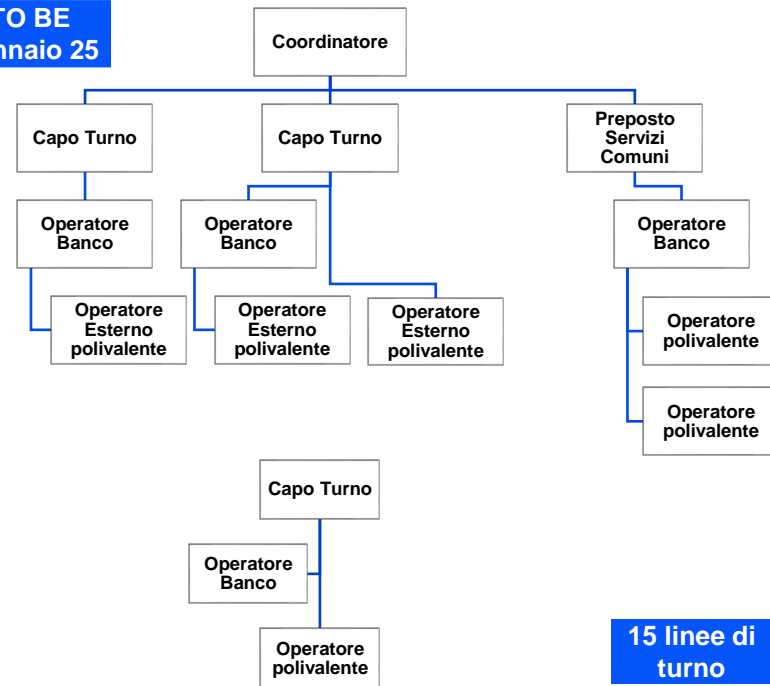 TO BE
Coordinatore
Capo Turno
Capo Turno
Preposto
Servizi
Comuni
Operatore
Banco
Operatore
Banco
Operatore
Banco
Operatore
Esterno
polivalente
Operatore
Esterno
polivalente
Operatore
Esterno
polivalente
Operatore
polivalente
Operatore
polivalente
Capo Turno
Operatore
Banco
Operatore
polivalente
15 linee di
turno